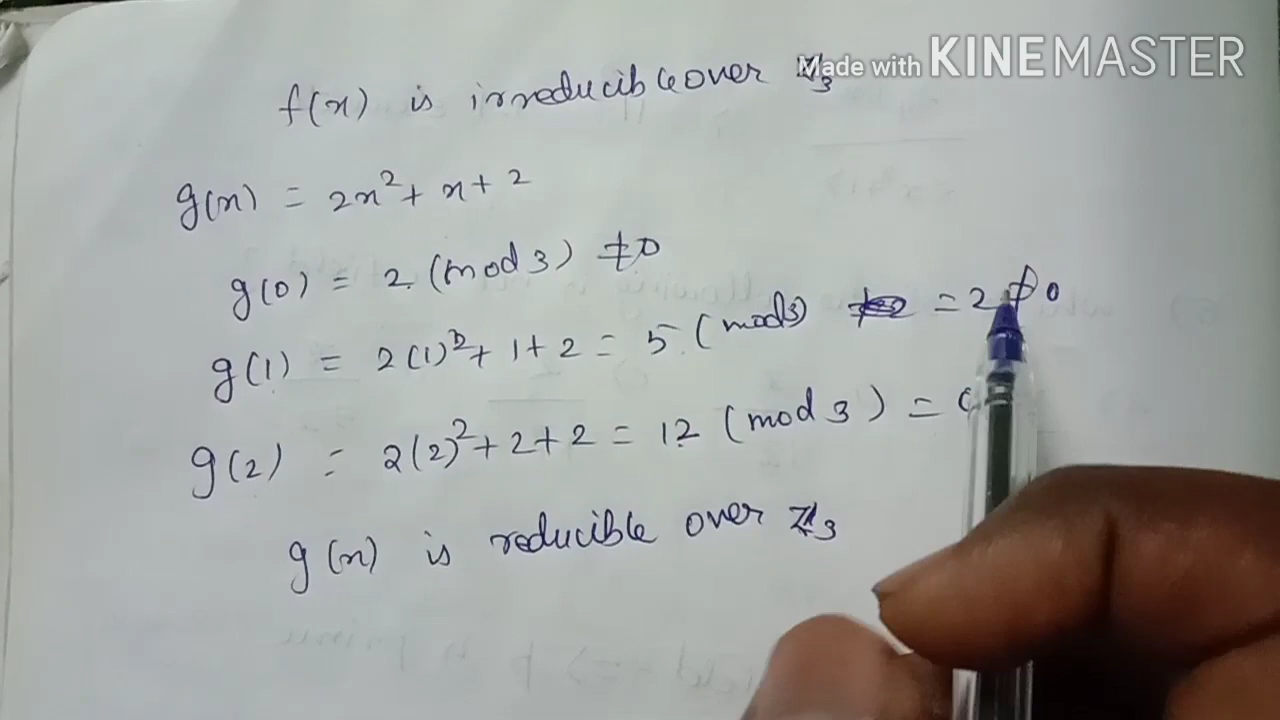 Made with KINEMASTER
f(x) is irreducible over ℤ₃
g(x) = 2x² + x + 2
g(0) = 2 (mod 3) ≠ 0
g(1) = 2(1)² + 1 + 2 = 5 (mod 3) = 2 ≠ 0
g(2) = 2(2)² + 2 + 2 = 12 (mod 3) =
g(x) is reducible over ℤ₃